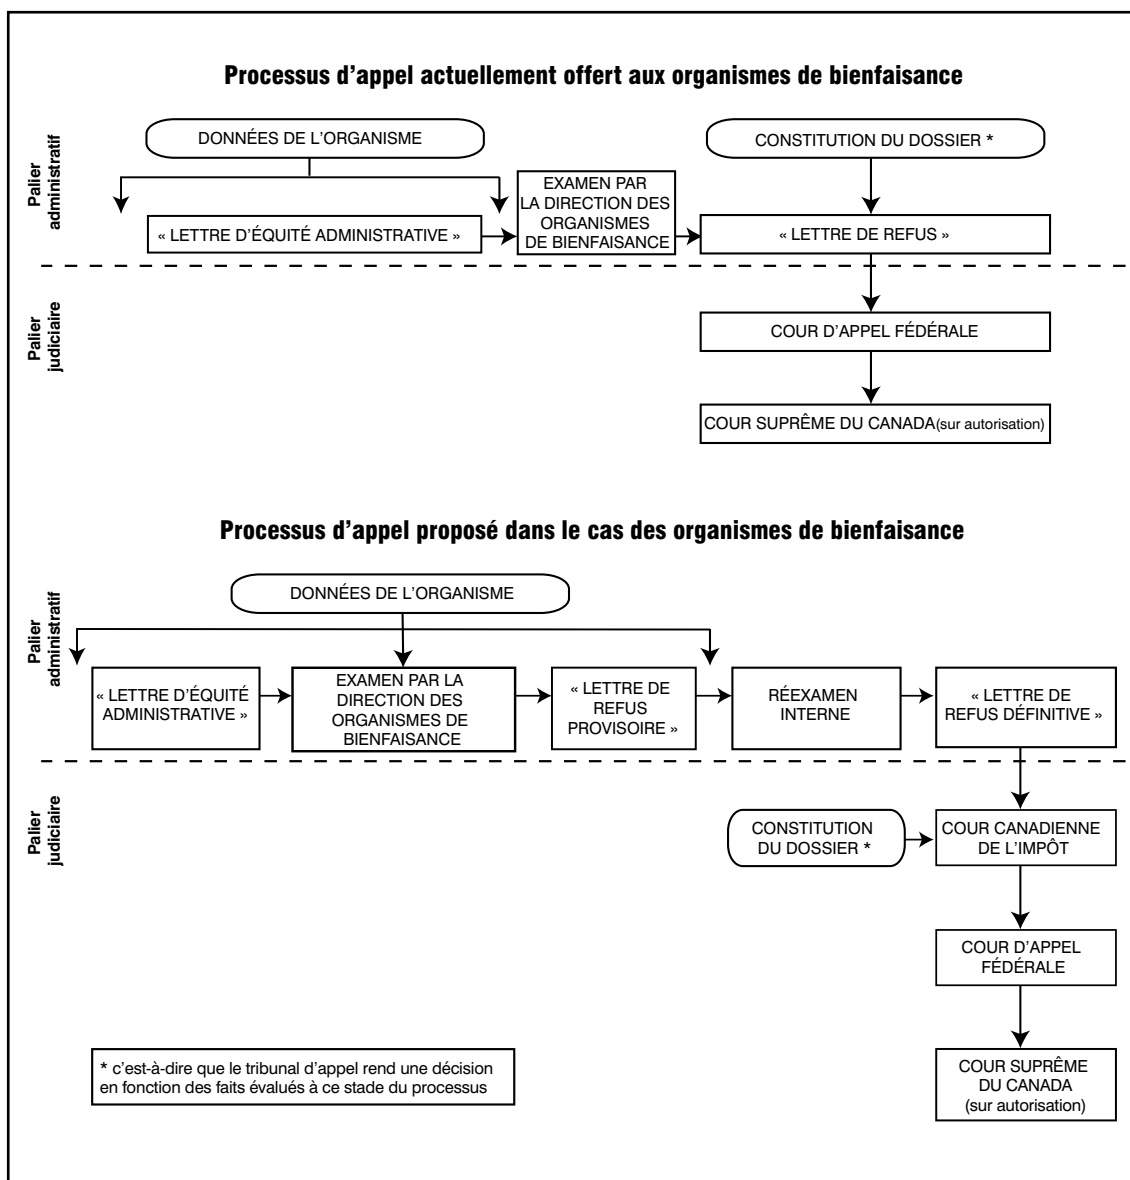 Processus d'appel actuellement offert aux organismes de bienfaisance
Palier
administratif
DONNÉES DE L'ORGANISME
CONSTITUTION DU DOSSIER *
« LETTRE D'ÉQUITÉ ADMINISTRATIVE »
EXAMEN PAR
LA DIRECTION DES
ORGANISMES
DE BIENFAISANCE
« LETTRE DE REFUS »
Palier
judiciaire
COUR D'APPEL FÉDÉRALE
COUR SUPRÊME DU CANADA(sur autorisation)
Processus d'appel proposé dans le cas des organismes de bienfaisance
Palier
administratif
DONNÉES DE L'ORGANISME
« LETTRE D'ÉQUITÉ
ADMINISTRATIVE »
EXAMEN PAR LA
DIRECTION DES
ORGANISMES DE
BIENFAISANCE
« LETTRE DE
REFUS
PROVISOIRE »
RÉEXAMEN
INTERNE
« LETTRE DE
REFUS DÉFINITIVE »
Palier
judiciaire
CONSTITUTION
DU DOSSIER *
COUR CANADIENNE
DE L'IMPÔT
COUR D'APPEL
FÉDÉRALE
COUR SUPRÊME
DU CANADA
(sur autorisation)
* c'est-à-dire que le tribunal d'appel rend une décision
en fonction des faits évalués à ce stade du processus